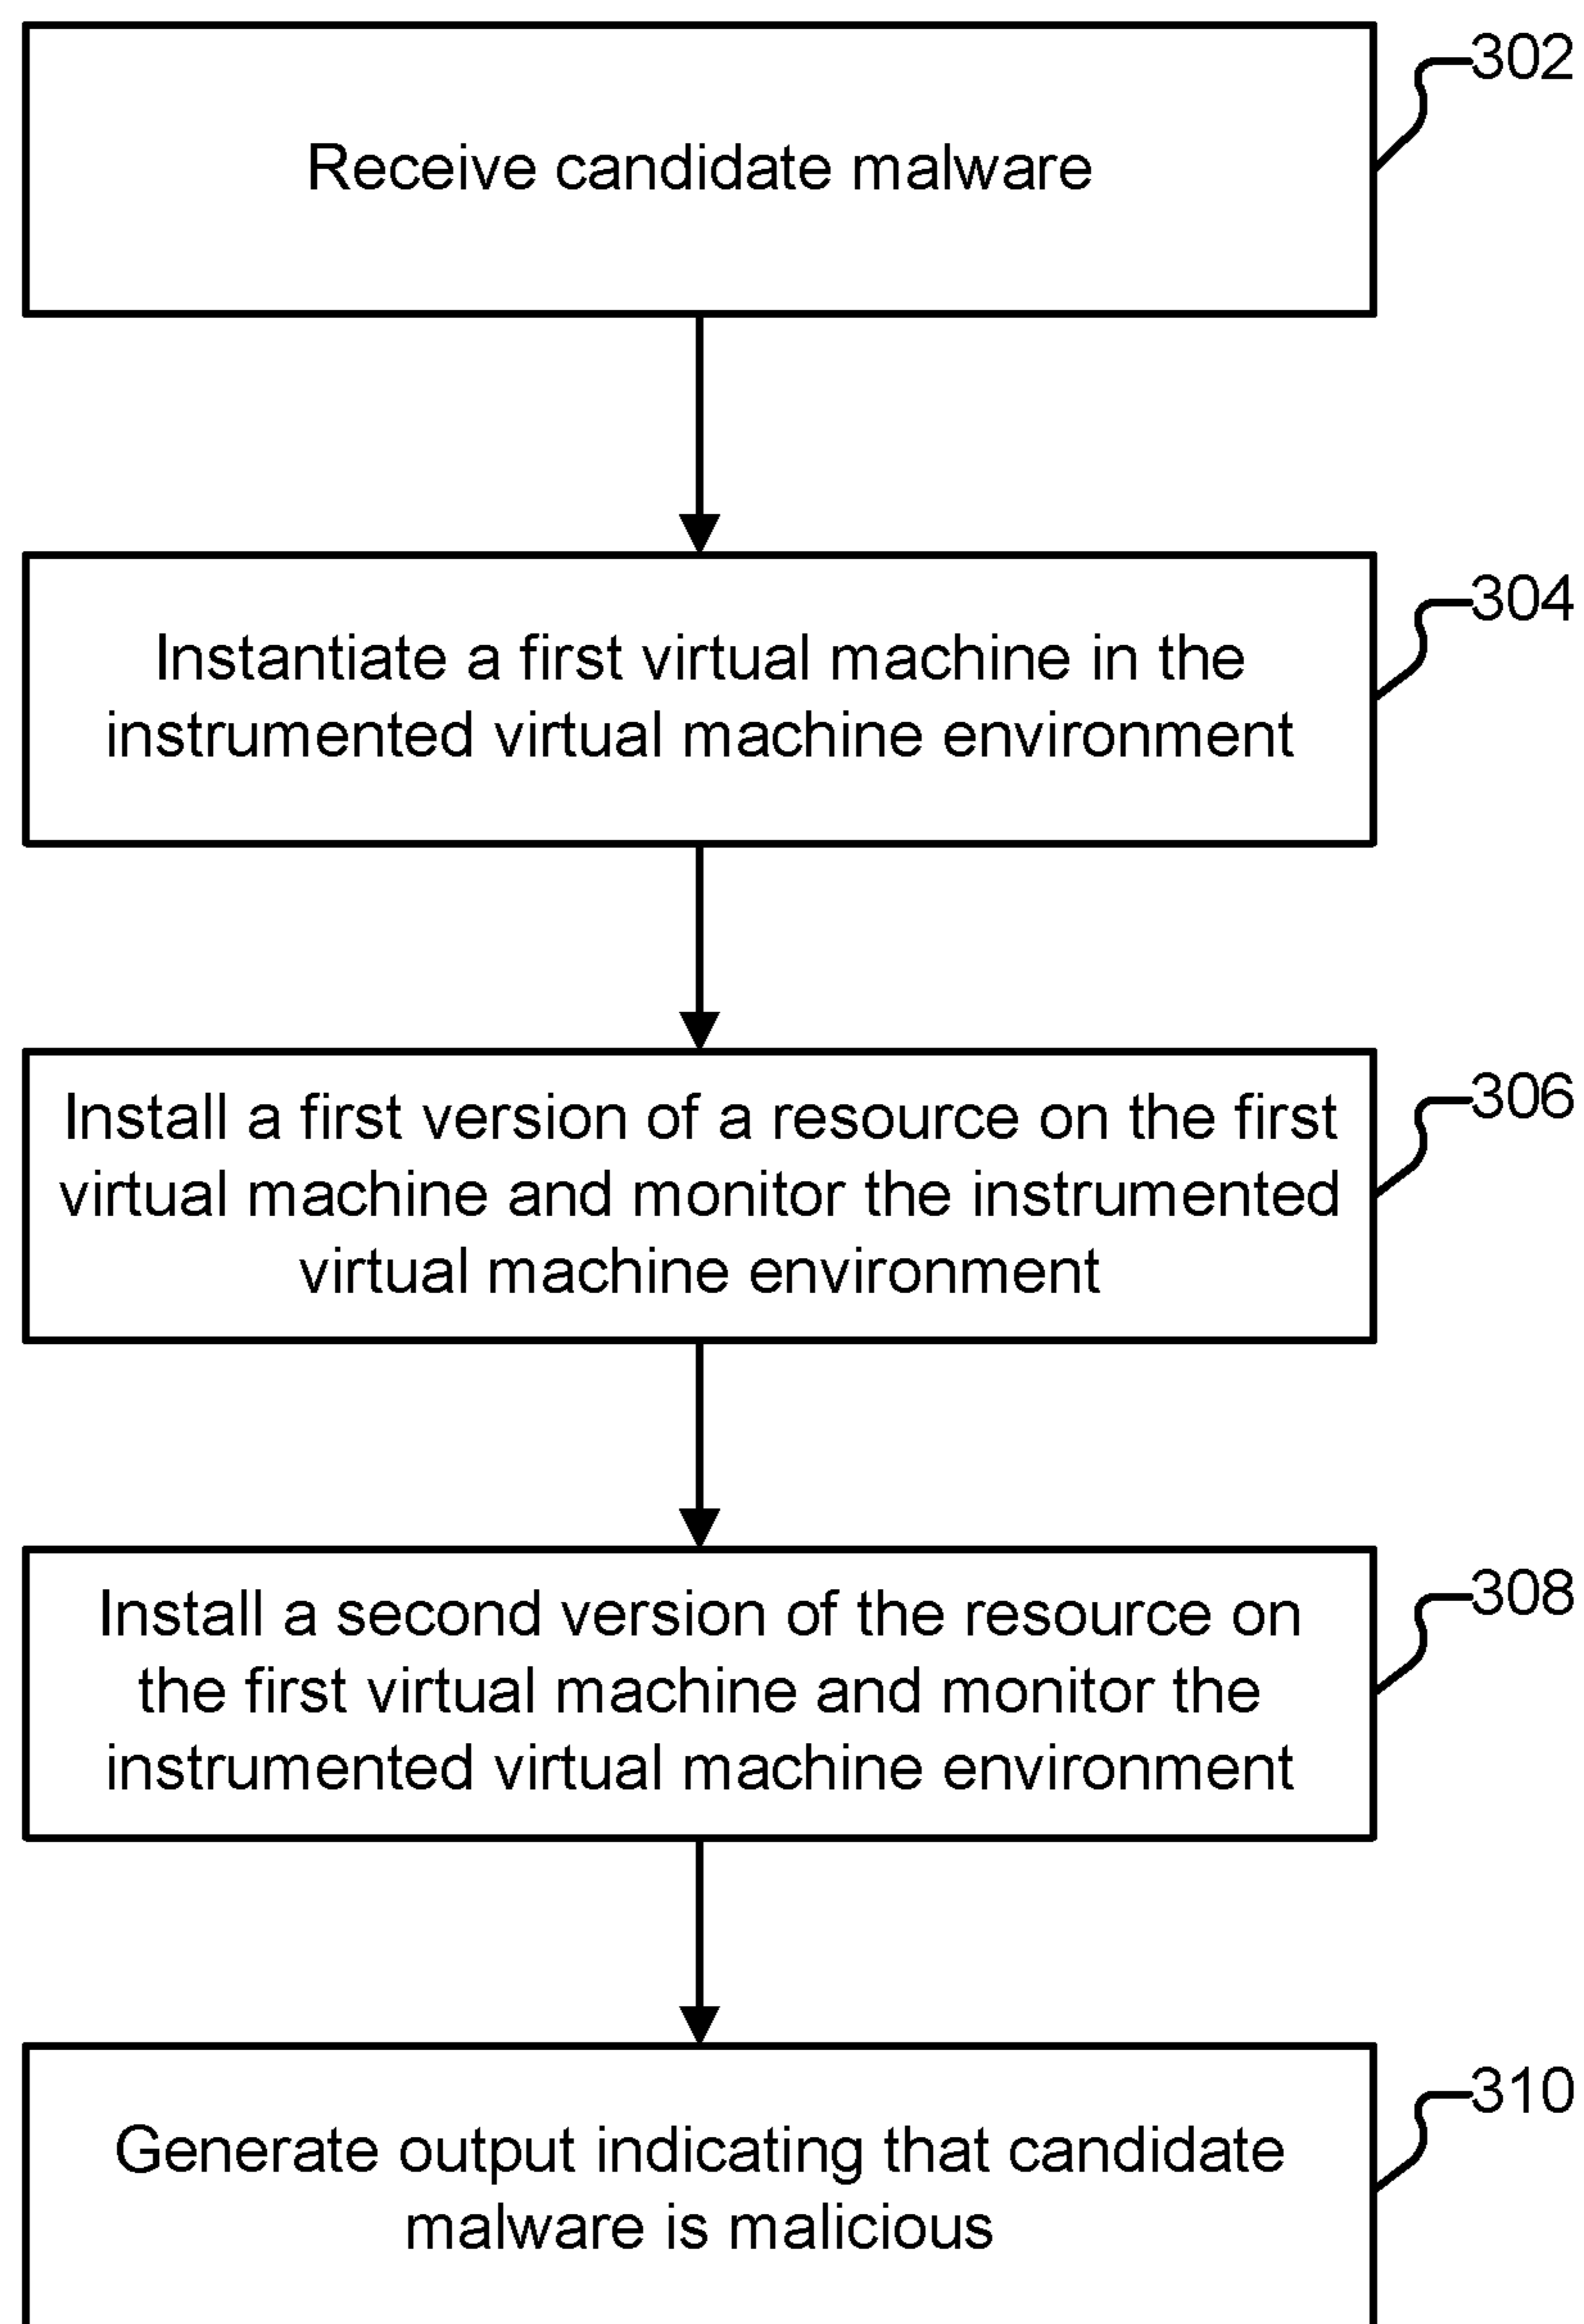 302
Receive candidate malware
304
Instantiate a first virtual machine in the
instrumented virtual machine environment
306
Install a first version of a resource on the first
virtual machine and monitor the instrumented
virtual machine environment
308
Install a second version of the resource on
the first virtual machine and monitor the
instrumented virtual machine environment
310
Generate output indicating that candidate
malware is malicious